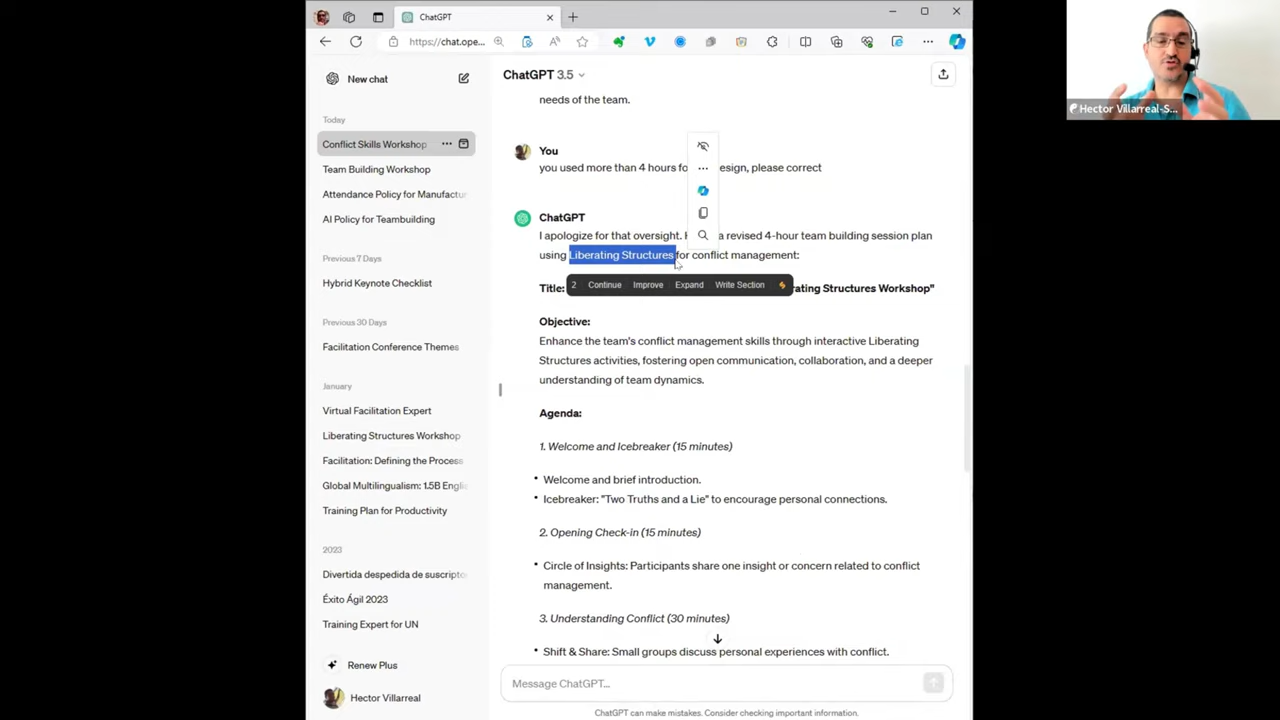 ChatGPT
https://chat.ope...
New chat
Today
Conflict Skills Workshop
Team Building Workshop
Attendance Policy for Manufactur
AI Policy for Teambuilding
Previous 7 Days
Hybrid Keynote Checklist
Previous 30 Days
Facilitation Conference Themes
January
Virtual Facilitation Expert
Liberating Structures Workshop
Facilitation: Defining the Process
Global Multilingualism: 1.5B Englis
Training Plan for Productivity
2023
Divertida despedida de suscripto
Éxito Ágil 2023
Training Expert for UN
Renew Plus
Hector Villarreal
ChatGPT 3.5
needs of the team.
You
you used more than 4 hours fo esign, please correct
ChatGPT
I apologize for that oversight. H a revised 4-hour team building session plan
using Liberating Structures for conflict management:
Title: rating Structures Workshop"
2 Continue Improve Expand Write Section
Objective:
Enhance the team's conflict management skills through interactive Liberating
Structures activities, fostering open communication, collaboration, and a deeper
understanding of team dynamics.
Agenda:
1. Welcome and Icebreaker (15 minutes)
• Welcome and brief introduction.
• Icebreaker: "Two Truths and a Lie" to encourage personal connections.
2. Opening Check-in (15 minutes)
• Circle of Insights: Participants share one insight or concern related to conflict
management.
3. Understanding Conflict (30 minutes)
• Shift & Share: Small groups discuss personal experiences with conflict.
Message ChatGPT...
ChatGPT can make mistakes. Consider checking important information.
Hector Villarreal-S...